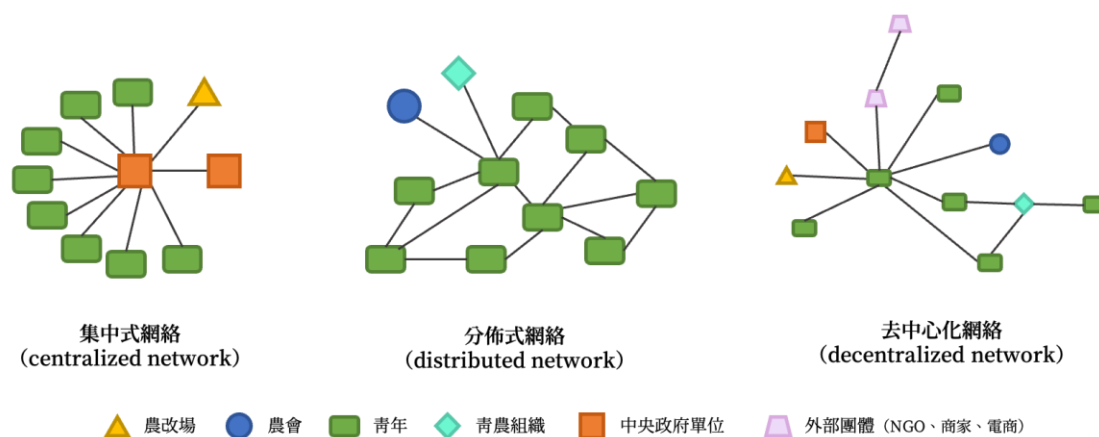 集中式網絡
（centralized network）
分佈式網絡
（distributed network）
去中心化網絡
（decentralized network）
農改場
農會
青年
青農組織
中央政府單位
外部團體（NGO、商家、電商）